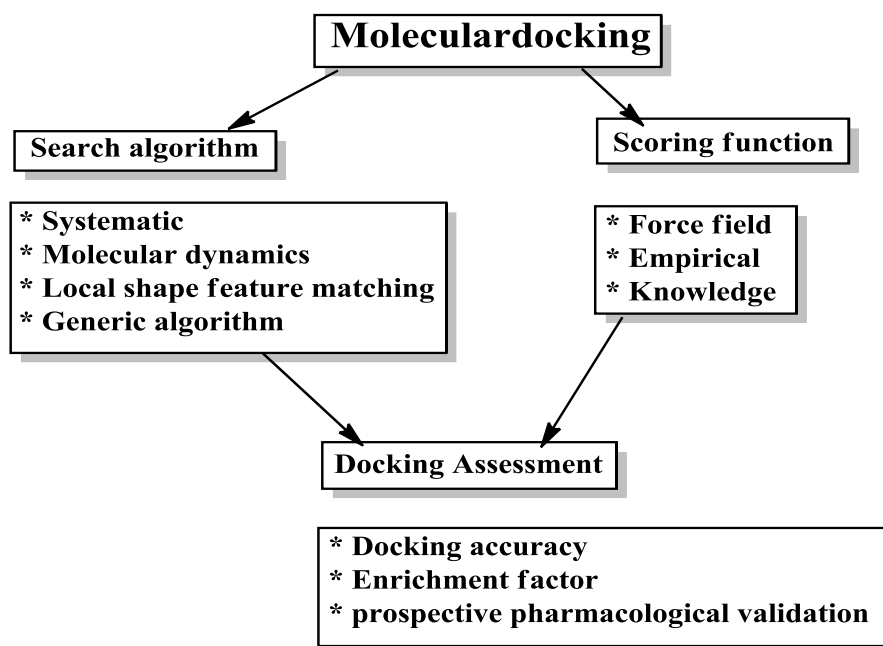 Moleculardocking
Search algorithm
Scoring function
* Systematic
* Molecular dynamics
* Local shape feature matching
* Generic algorithm
* Force field
* Empirical
* Knowledge
Docking Assessment
* Docking accuracy
* Enrichment factor
* prospective pharmacological validation